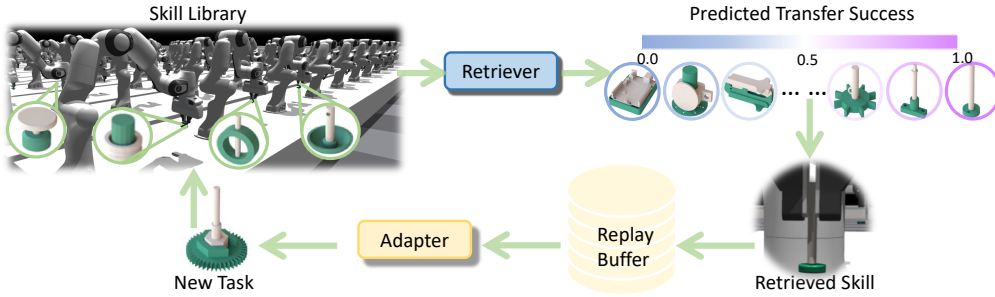 Skill Library
Predicted Transfer Success
0.0
0.5
1.0
Retriever
... ...
Replay
Buffer
Adapter
New Task
Retrieved Skill